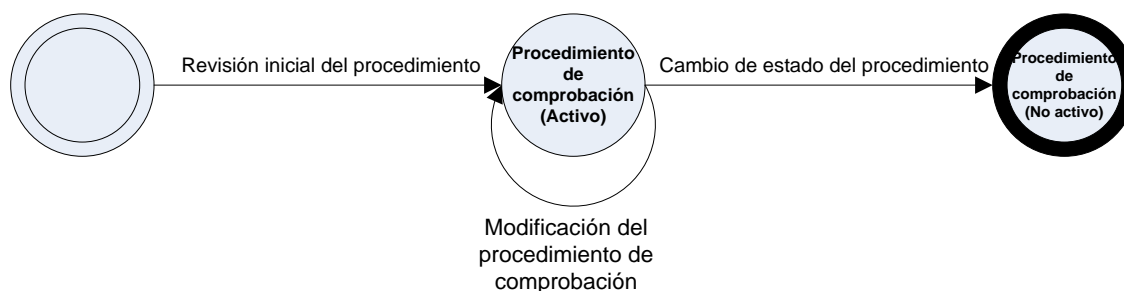 Revisión inicial del procedimiento
Procedimiento
de
comprobación
(Activo)
Cambio de estado del procedimiento
Procedimiento
de
comprobación
(No activo)
Modificación del
procedimiento de
comprobación